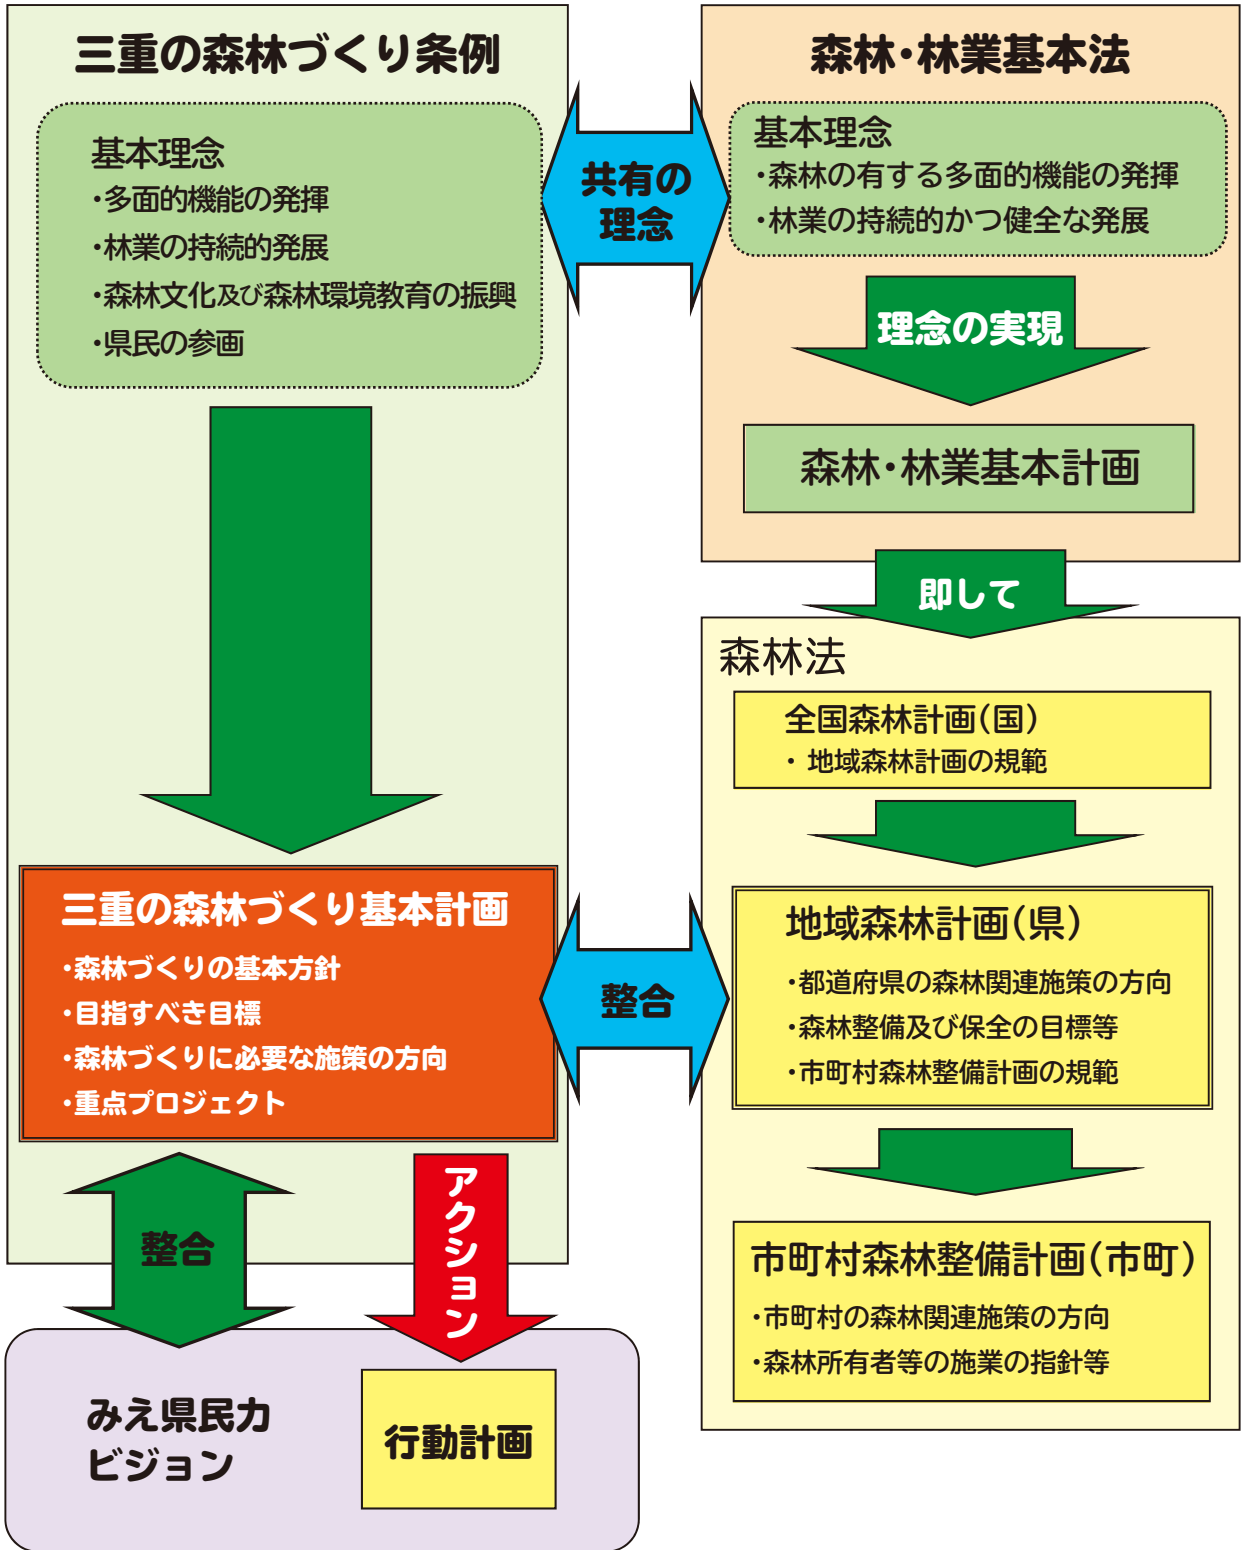 三重の森林づくり条例
基本理念
・多面的機能の発揮
・林業の持続的発展
・森林文化及び森林環境教育の振興
・県民の参画
共有の
理念
森林・林業基本法
基本理念
・森林の有する多面的機能の発揮
・林業の持続的かつ健全な発展
理念の実現
森林・林業基本計画
即して
森林法
全国森林計画(国)
・ 地域森林計画の規範
三重の森林づくり基本計画
・森林づくりの基本方針
・目指すべき目標
・森林づくりに必要な施策の方向
・重点プロジェクト
整合
地域森林計画(県)
・都道府県の森林関連施策の方向
・森林整備及び保全の目標等
・市町村森林整備計画の規範
整合
アクション
市町村森林整備計画(市町)
・市町村の森林関連施策の方向
・森林所有者等の施業の指針等
みえ県民力
ビジョン
行動計画